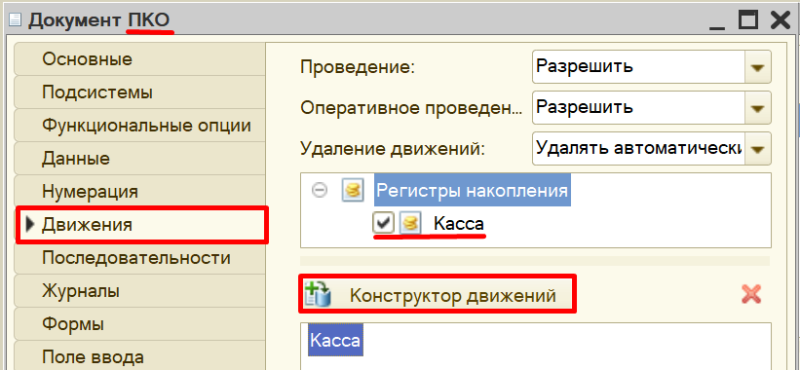 Документ ПКО
Основные
Подсистемы
Функциональные опции
Данные
Нумерация
Движения
Последовательности
Журналы
Формы
Поле ввода
Проведение:
Разрешить
Оперативное проведен...
Разрешить
Удаление движений:
Удалять автоматически
Регистры накопления
Касса
Конструктор движений
Касса